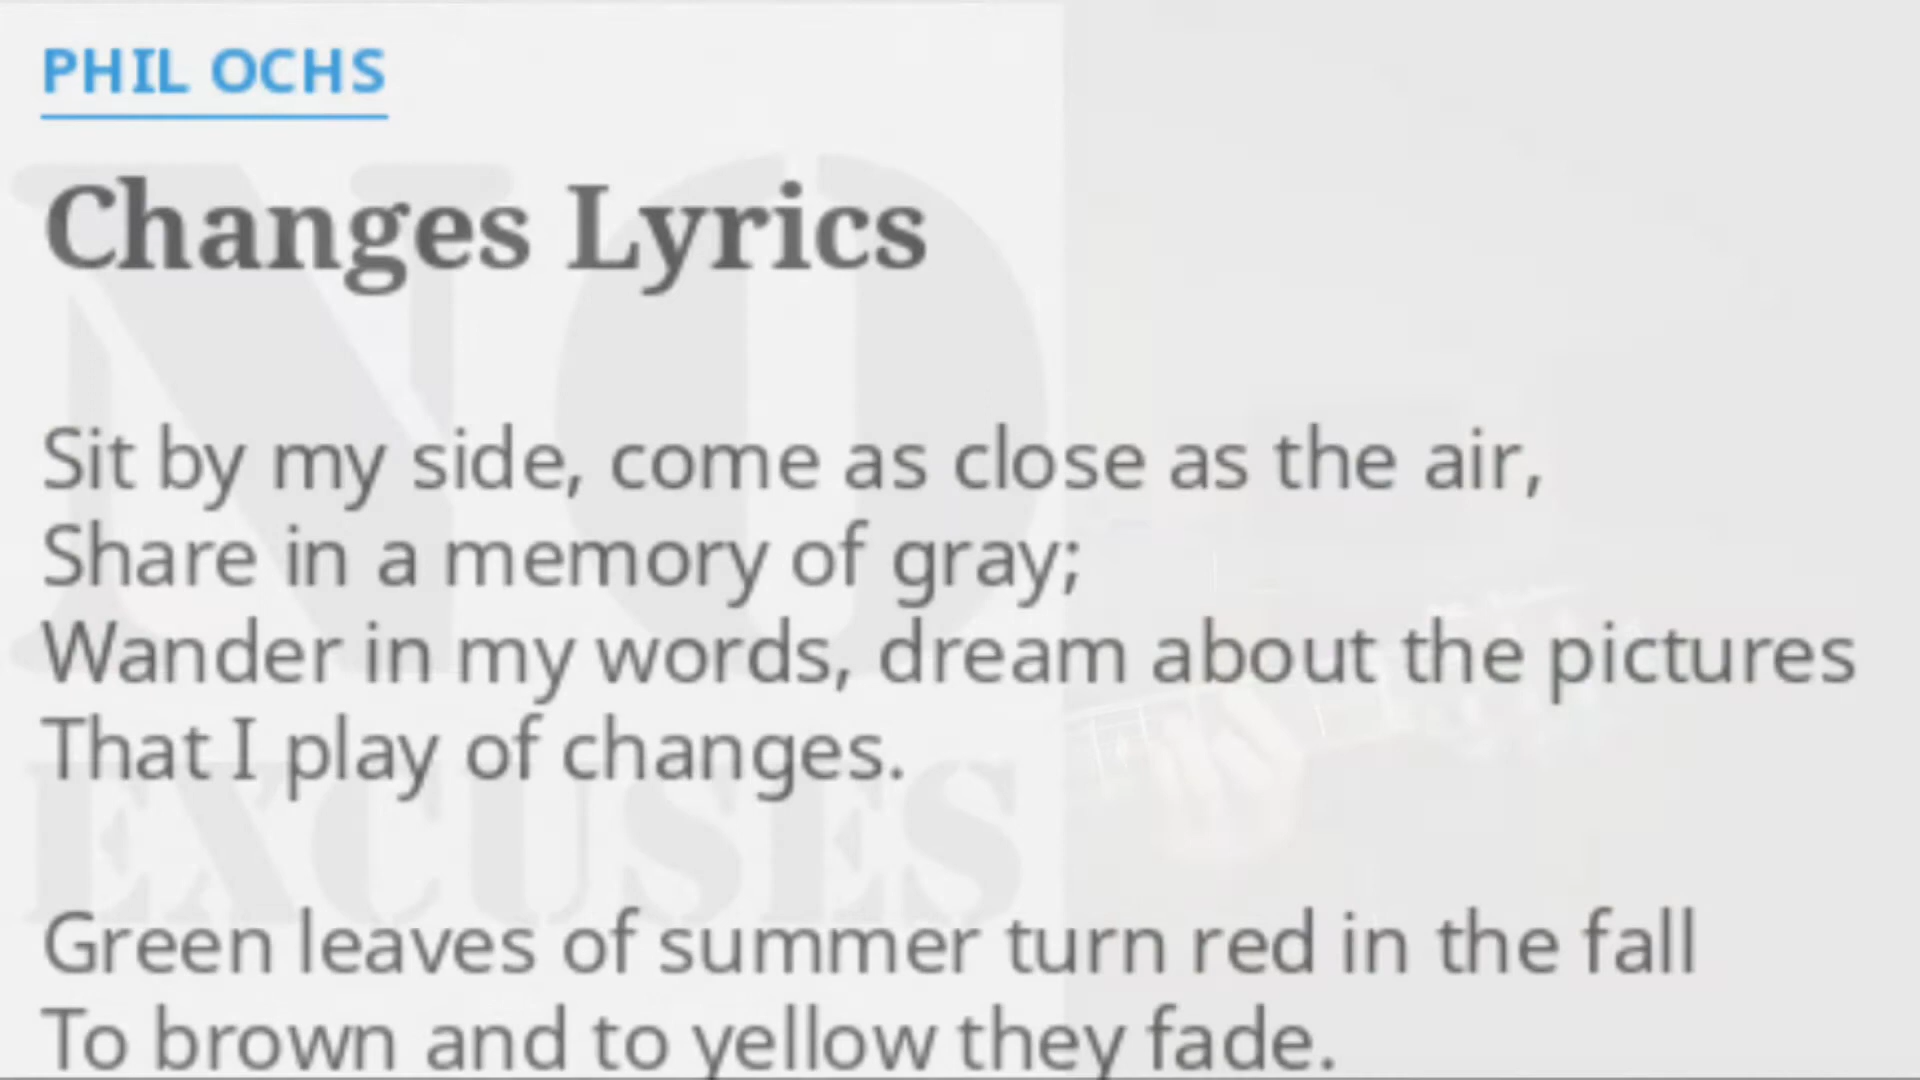 PHIL OCHS
Changes Lyrics
Sit by my side, come as close as the air,
Share in a memory of gray;
Wander in my words, dream about the pictures
That I play of changes.
Green leaves of summer turn red in the fall
To brown and to yellow they fade.
NO
EXCUSES